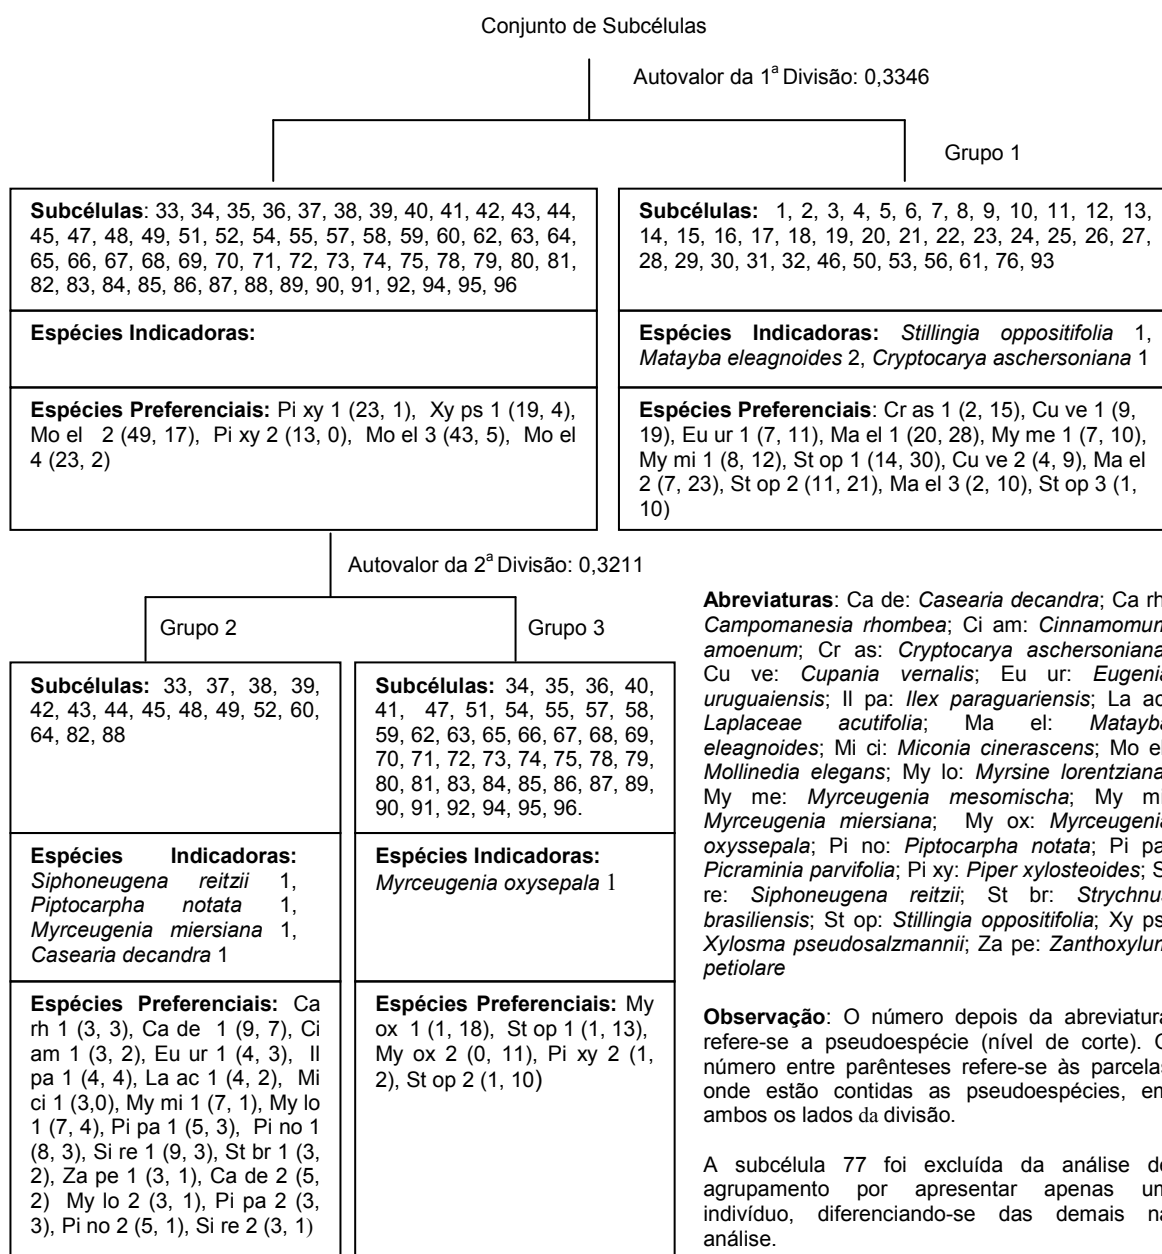 Conjunto de Subcélulas
Autovalor da 1ª Divisão: 0,3346
Grupo 1
Subcélulas: 33, 34, 35, 36, 37, 38, 39, 40, 41, 42, 43, 44,
45, 47, 48, 49, 51, 52, 54, 55, 57, 58, 59, 60, 62, 63, 64,
65, 66, 67, 68, 69, 70, 71, 72, 73, 74, 75, 78, 79, 80, 81,
82, 83, 84, 85, 86, 87, 88, 89, 90, 91, 92, 94, 95, 96
Espécies Indicadoras:
Espécies Preferenciais: Pi xy 1 (23, 1), Xy ps 1 (19, 4),
Mo el 2 (49, 17), Pi xy 2 (13, 0), Mo el 3 (43, 5), Mo el
4 (23, 2)
Subcélulas: 1, 2, 3, 4, 5, 6, 7, 8, 9, 10, 11, 12, 13,
14, 15, 16, 17, 18, 19, 20, 21, 22, 23, 24, 25, 26, 27,
28, 29, 30, 31, 32, 46, 50, 53, 56, 61, 76, 93
Espécies Indicadoras: Stillingia oppositifolia 1,
Matayba eleagnoides 2, Cryptocarya aschersoniana 1
Espécies Preferenciais: Cr as 1 (2, 15), Cu ve 1 (9,
19), Eu ur 1 (7, 11), Ma el 1 (20, 28), My me 1 (7, 10),
My mi 1 (8, 12), St op 1 (14, 30), Cu ve 2 (4, 9), Ma el
2 (7, 23), St op 2 (11, 21), Ma el 3 (2, 10), St op 3 (1,
10)
Autovalor da 2ª Divisão: 0,3211
Grupo 2
Grupo 3
Subcélulas: 33, 37, 38, 39,
42, 43, 44, 45, 48, 49, 52, 60,
64, 82, 88
Espécies Indicadoras:
Siphoneugena reitzii 1,
Piptocarpha notata 1,
Myrceugenia miersiana 1,
Casearia decandra 1
Espécies Preferenciais: Ca
rh 1 (3, 3), Ca de 1 (9, 7), Ci
am 1 (3, 2), Eu ur 1 (4, 3), Il
pa 1 (4, 4), La ac 1 (4, 2), Mi
ci 1 (3,0), My mi 1 (7, 1), My lo
1 (7, 4), Pi pa 1 (5, 3), Pi no 1
(8, 3), Si re 1 (9, 3), St br 1 (3,
2), Za pe 1 (3, 1), Ca de 2 (5,
2) My lo 2 (3, 1), Pi pa 2 (3,
3), Pi no 2 (5, 1), Si re 2 (3, 1)
Subcélulas: 34, 35, 36, 40,
41, 47, 51, 54, 55, 57, 58,
59, 62, 63, 65, 66, 67, 68, 69,
70, 71, 72, 73, 74, 75, 78, 79,
80, 81, 83, 84, 85, 86, 87, 89,
90, 91, 92, 94, 95, 96.
Espécies Indicadoras:
Myrceugenia oxysepala 1
Espécies Preferenciais: My
ox 1 (1, 18), St op 1 (1, 13),
My ox 2 (0, 11), Pi xy 2 (1,
2), St op 2 (1, 10)
Abreviaturas: Ca de: Casearia decandra; Ca rh
Campomanesia rhombea; Ci am: Cinnamomum
amoenum; Cr as: Cryptocarya aschersoniana
Cu ve: Cupania vernalis; Eu ur: Eugenia
uruguaiensis; Il pa: Ilex paraguariensis; La ac
Laplaceae acutifolia; Ma el: Matayba
eleagnoides; Mi ci: Miconia cinerascens; Mo el
Mollinedia elegans; My lo: Myrsine lorentziana
My me: Myrceugenia mesomischa; My mi
Myrceugenia miersiana; My ox: Myrceugenia
oxyssepala; Pi no: Piptocarpha notata; Pi pa
Picraminia parvifolia; Pi xy: Piper xylosteoides; S
re: Siphoneugena reitzii; St br: Strychnus
brasiliensis; St op: Stillingia oppositifolia; Xy ps
Xylosma pseudosalzmannii; Za pe: Zanthoxylum
petiolare
Observação: O número depois da abreviatura
refere-se a pseudoespécie (nível de corte). O
número entre parênteses refere-se às parcelas
onde estão contidas as pseudoespécies, em
ambos os lados da divisão.
A subcélula 77 foi excluída da análise de
agrupamento por apresentar apenas um
indivíduo, diferenciando-se das demais na
análise.